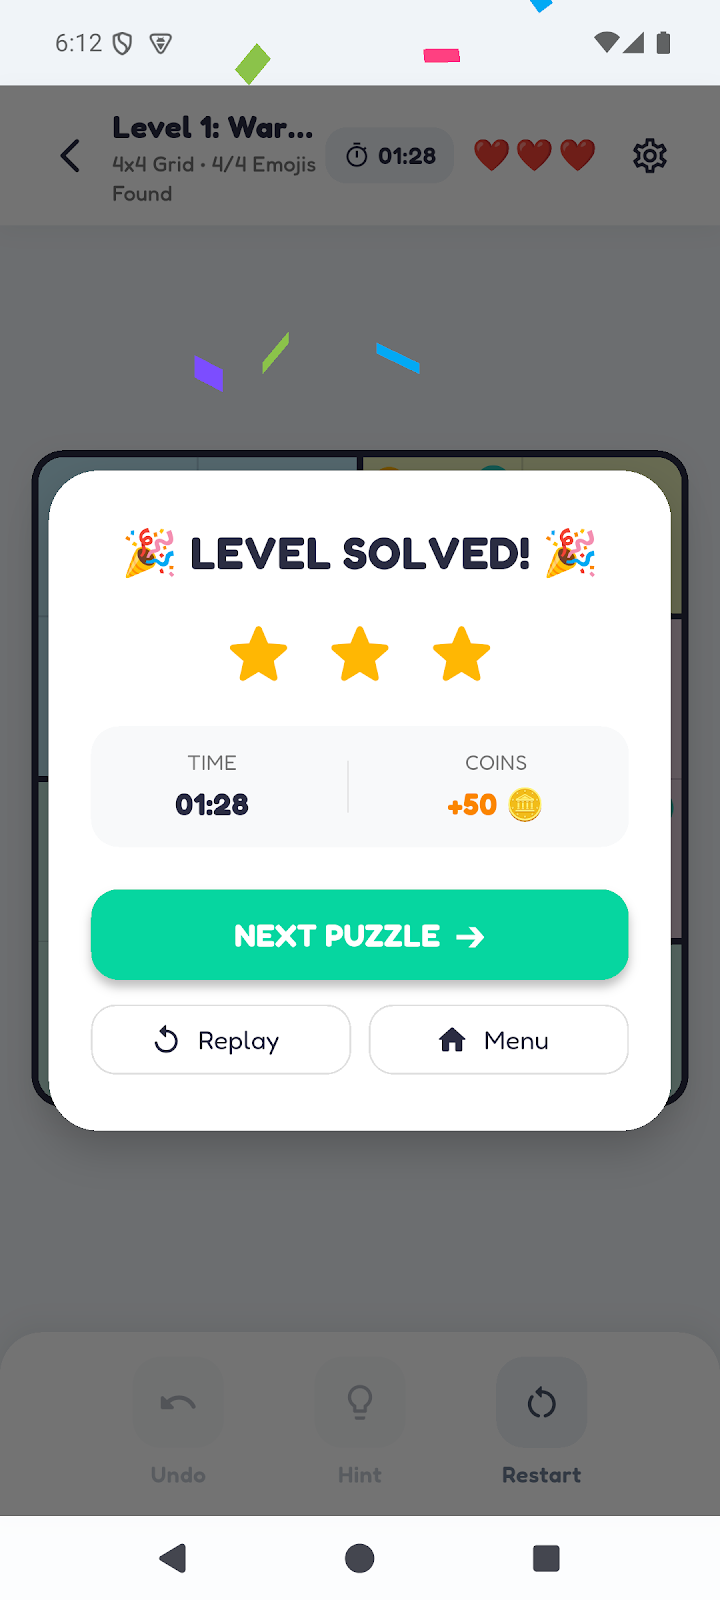 6:12
Level 1: War...
4x4 Grid • 4/4 Emojis
Found
01:28
🎉 LEVEL SOLVED! 🎉
TIME
01:28
COINS
+50
NEXT PUZZLE →
Replay
Menu
Undo
Hint
Restart